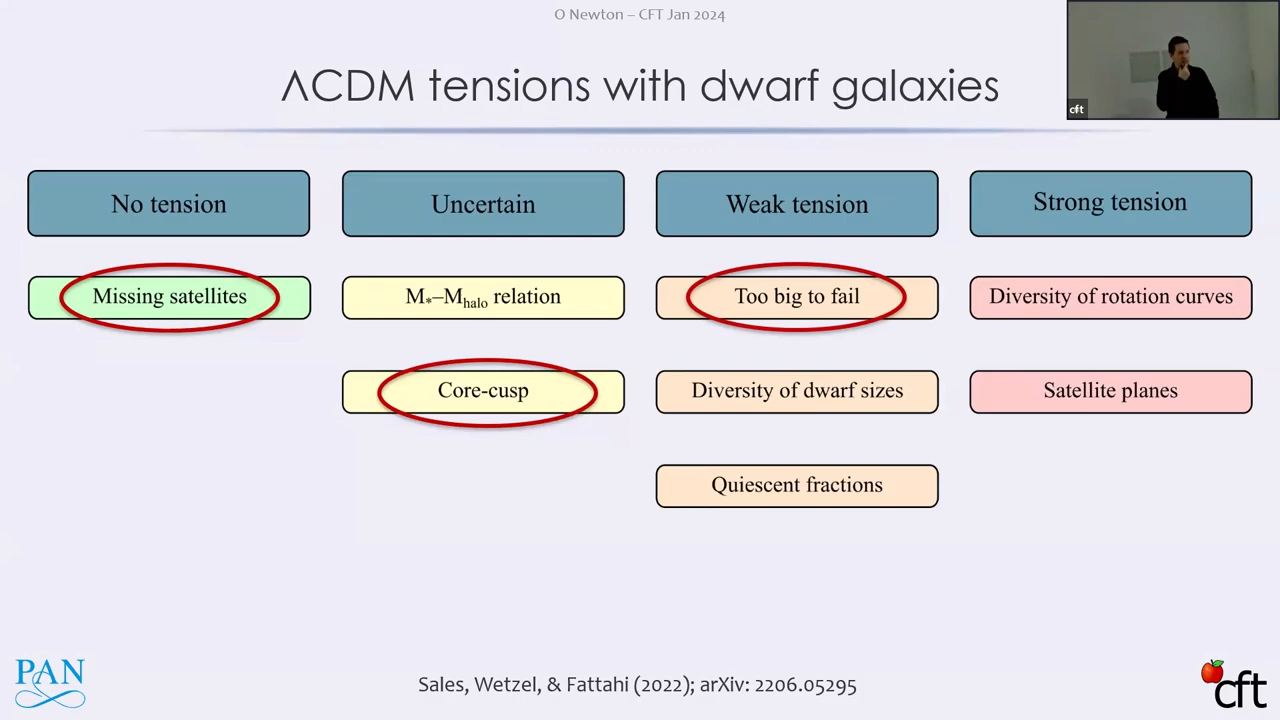 O Newton – CFT Jan 2024
ΛCDM tensions with dwarf galaxies
cft
No tension
Uncertain
Weak tension
Strong tension
Missing satellites
M*–Mhalo relation
Too big to fail
Diversity of rotation curves
Core-cusp
Diversity of dwarf sizes
Satellite planes
Quiescent fractions
PAN
Sales, Wetzel, & Fattahi (2022); arXiv: 2206.05295
cft